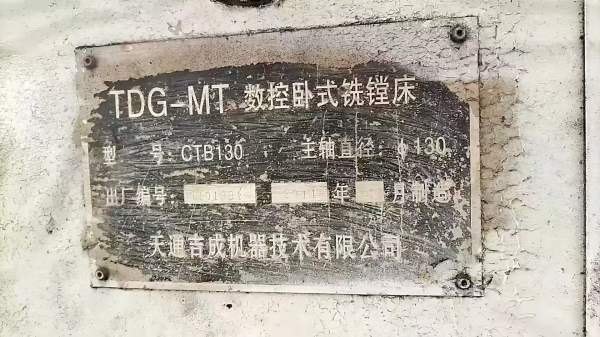 TDG-MT 数控卧式铣镗床
型 号：CTB130 主轴直径：φ130
出厂编号： 年 月制造
天通吉成机器技术有限公司